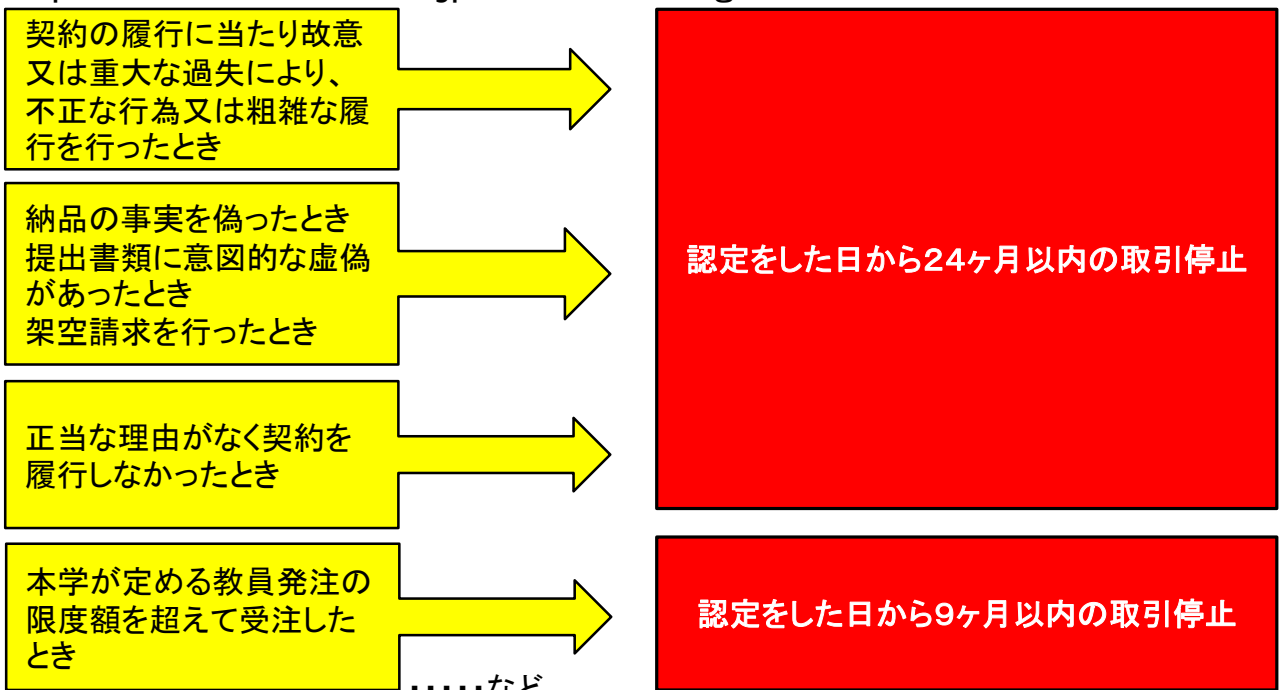 契約の履行に当たり故意
又は重大な過失により、
不正な行為又は粗雑な履
行を行ったとき
納品の事実を偽ったとき
提出書類に意図的な虚偽
があったとき
架空請求を行ったとき
認定をした日から24ヶ月以内の取引停止
正当な理由がなく契約を
履行しなかったとき
本学が定める教員発注の
限度額を超えて受注した
とき
認定をした日から9ヶ月以内の取引停止
・・・・・など